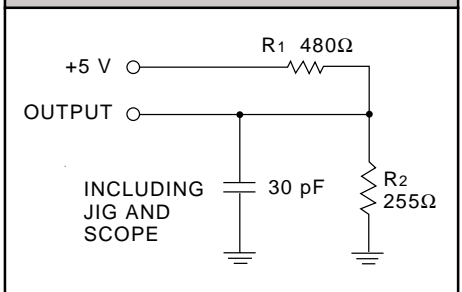 R1 480Ω
+5 V
OUTPUT
INCLUDING
JIG AND
SCOPE
30 pF
R2
255Ω